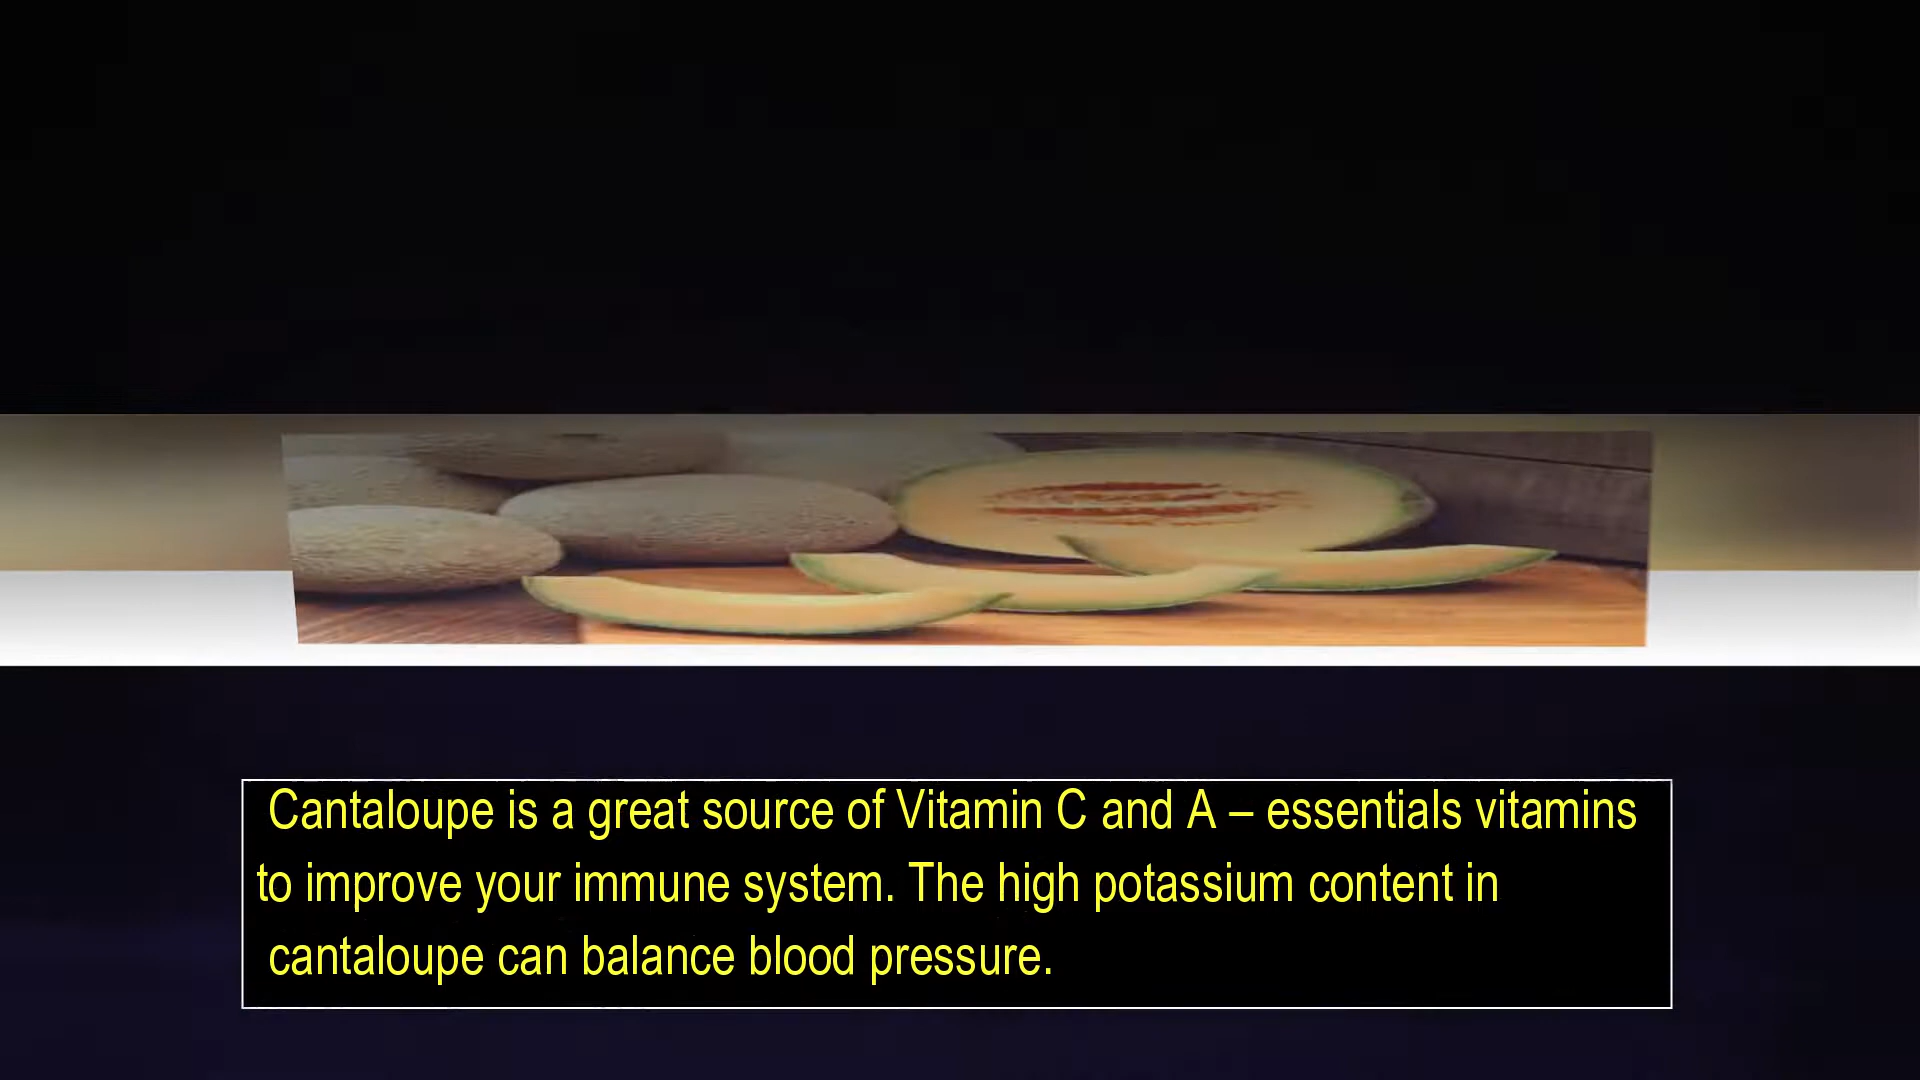 Cantaloupe is a great source of Vitamin C and A – essentials vitamins
to improve your immune system. The high potassium content in
cantaloupe can balance blood pressure.